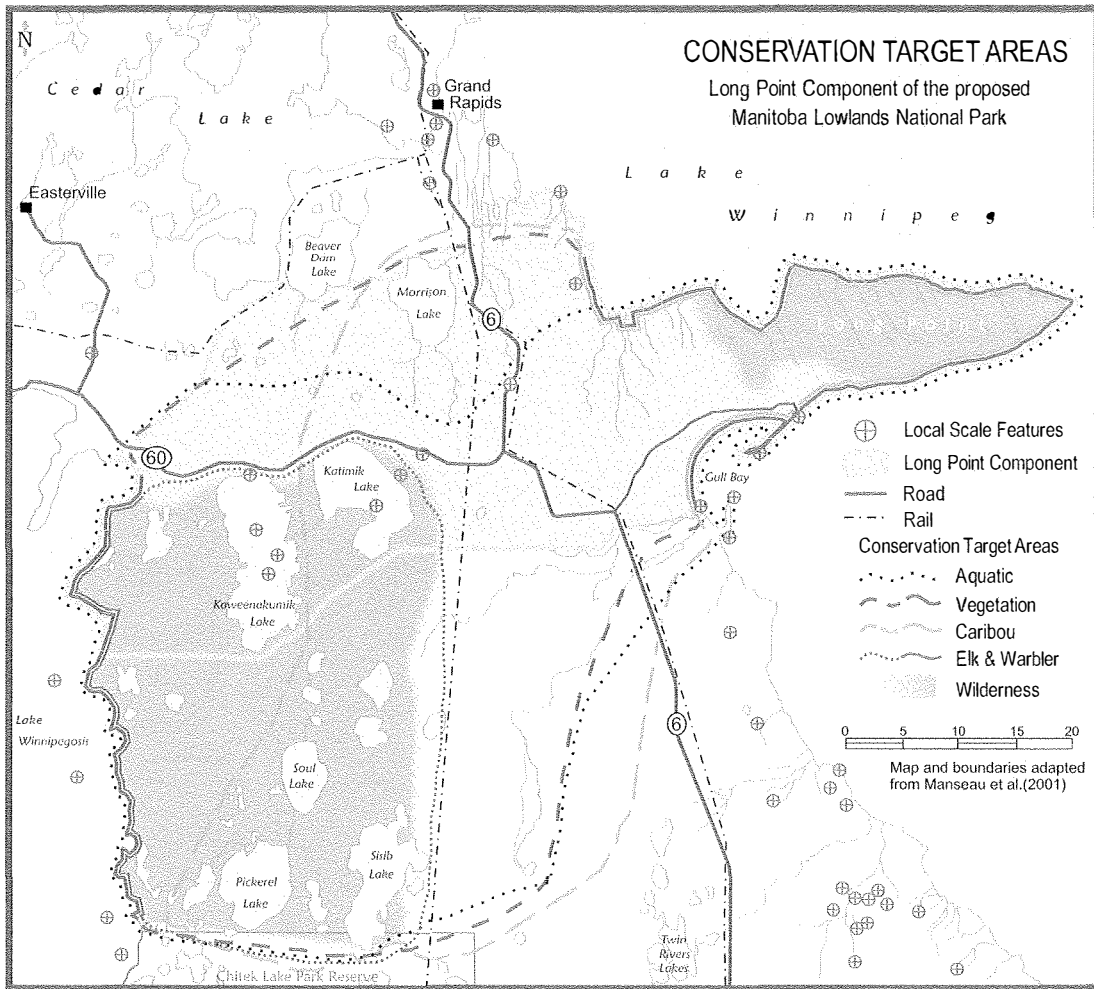 N
CONSERVATION TARGET AREAS
Long Point Component of the proposed
Manitoba Lowlands National Park
Cedar
Lake
Grand
Rapids
Easterville
Lake
Winnipeg
Beaver
Dam
Lake
Morrison
Lake
6
60
Katimik
Lake
Gull Bay
Kaweenakumik
Lake
Lake
Winnipegosis
Soul
Lake
6
Sisib
Lake
Pickerel
Lake
Twin
Rivers
Lakes
Chitek Lake Park Reserve
Local Scale Features
Long Point Component
Road
Rail
Conservation Target Areas
Aquatic
Vegetation
Caribou
Elk & Warbler
Wilderness
0 5 10 15 20
Map and boundaries adapted
from Manseau et al.(2001)